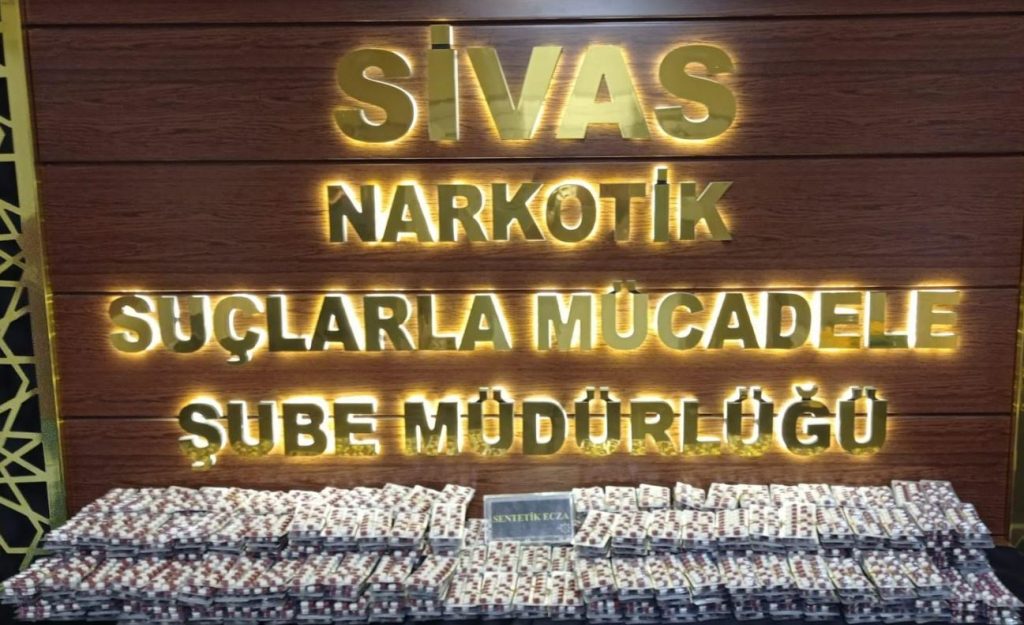 SİVAS
NARKOTİK
SUÇLARLA MÜCADELE
ŞUBE MÜDÜRLÜĞÜ
SENTETİK ECZA